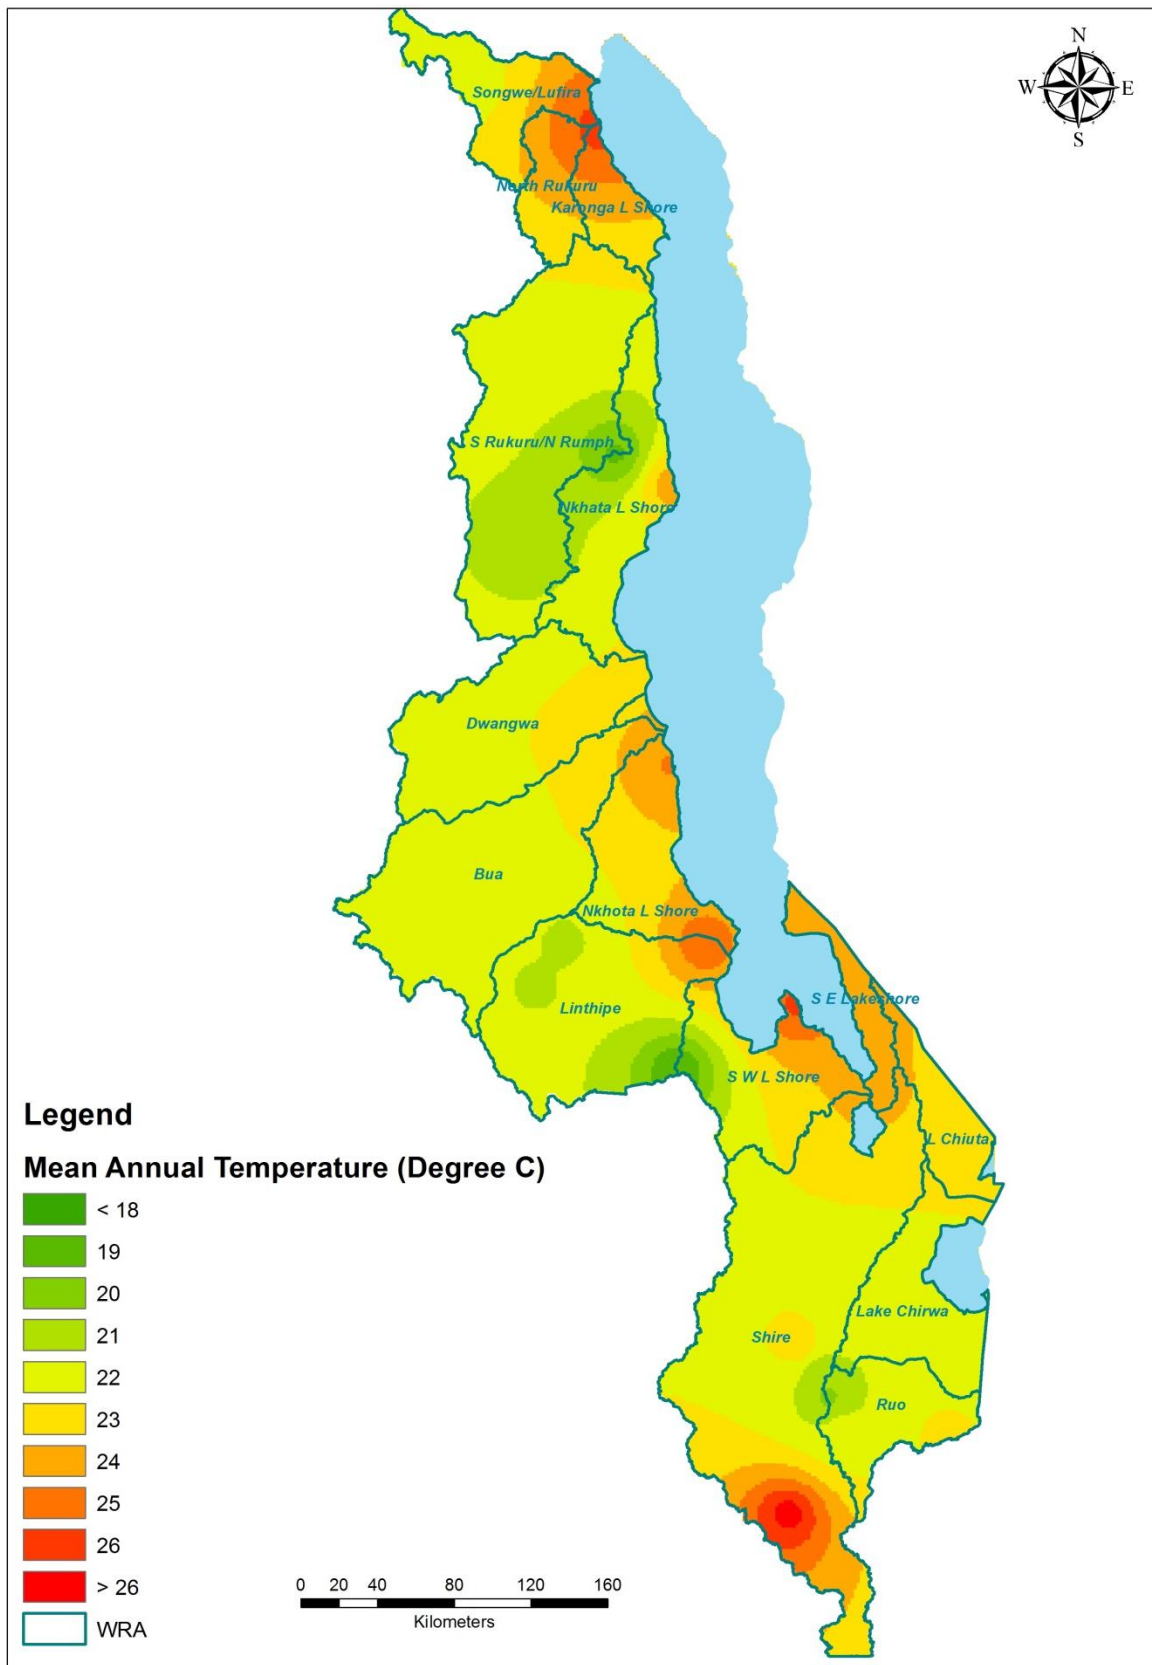 N
W E
S
Songwe/Lufira
North Rukuru
Karonga L Shore
S Rukuru/N Rumph
Nkhata L Shore
Dwangwa
Bua
Nkhota L Shore
S E Lakeshore
Linthipe
S W L Shore
L Chiuta
Lake Chirwa
Shire
Ruo
Legend
Mean Annual Temperature (Degree C)
< 18
19
20
21
22
23
24
25
26
> 26
WRA
0 20 40 80 120 160
Kilometers